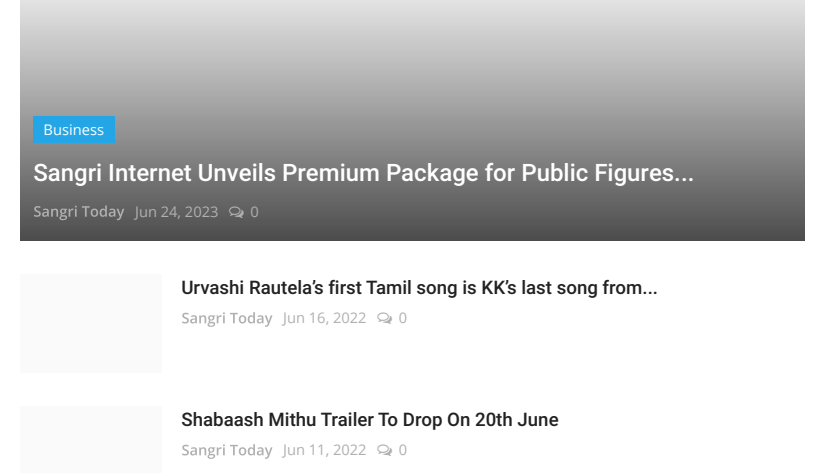 Business
Sangri Internet Unveils Premium Package for Public Figures...
Sangri Today Jun 24, 2023 0
Urvashi Rautela’s first Tamil song is KK’s last song from...
Sangri Today Jun 16, 2022 0
Shabaash Mithu Trailer To Drop On 20th June
Sangri Today Jun 11, 2022 0